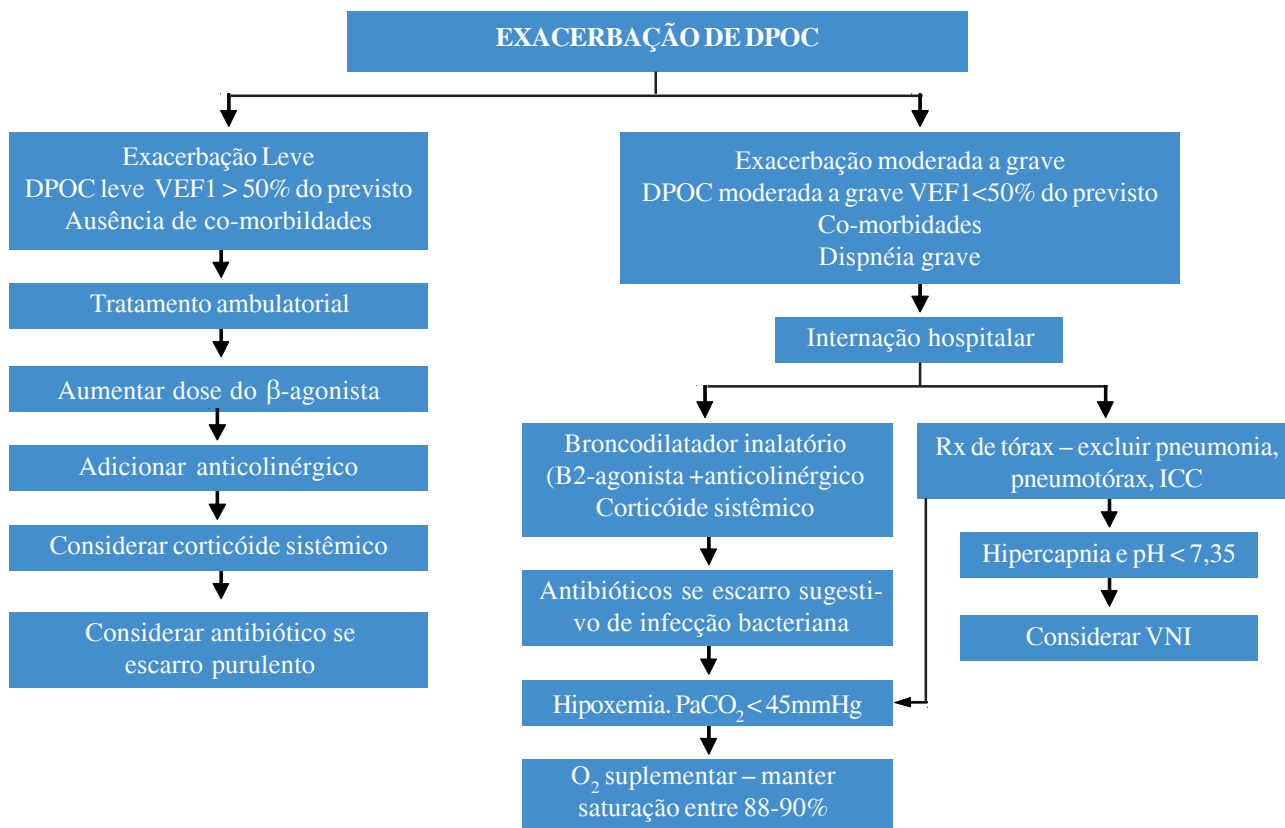 EXACERBAÇÃO DE DPOC
Exacerbação Leve
DPOC leve VEF1 > 50% do previsto
Ausência de co-morbildades
Tratamento ambulatorial
Aumentar dose do β-agonista
Adicionar anticolinérgico
Considerar corticóide sistêmico
Considerar antibiótico se
escarro purulento
Exacerbação moderada a grave
DPOC moderada a grave VEF1<50% do previsto
Co-morbidades
Dispnéia grave
Internação hospitalar
Broncodilatador inalatório
(B2-agonista +anticolinérgico
Corticóide sistêmico
Antibióticos se escarro sugesti-
vo de infecção bacteriana
Hipoxemia. PaCO₂ < 45mmHg
O₂ suplementar – manter
saturação entre 88-90%
Rx de tórax – excluir pneumonia,
pneumotórax, ICC
Hipercapnia e pH < 7,35
Considerar VNI